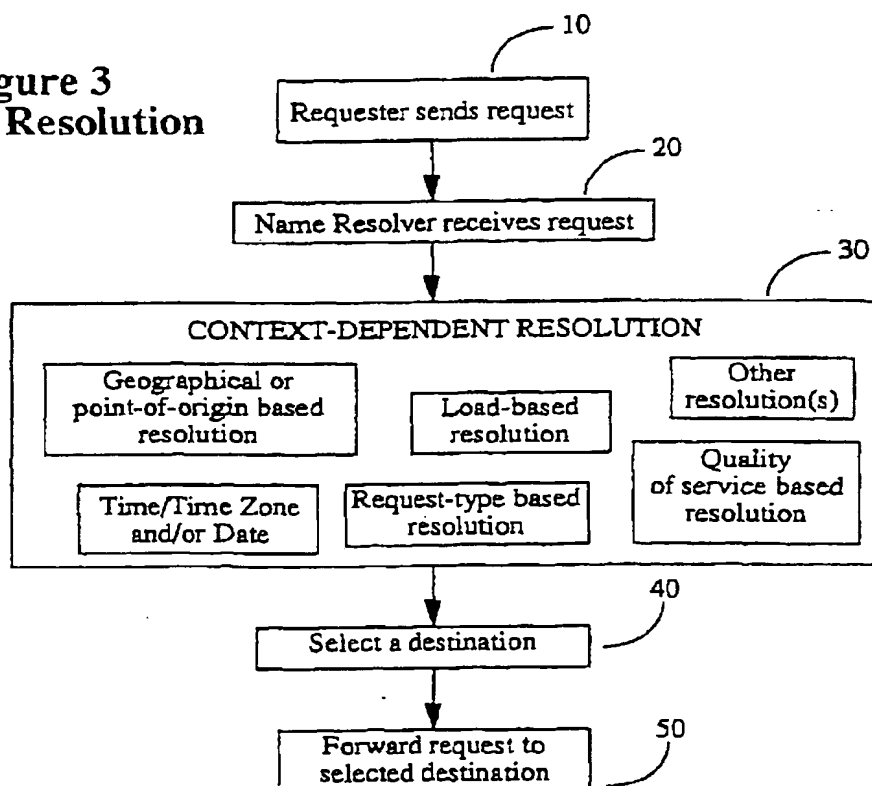 gure 3
Resolution
10
Requester sends request
20
Name Resolver receives request
30
CONTEXT-DEPENDENT RESOLUTION
Geographical or
point-of-origin based
resolution
Load-based
resolution
Other
resolution(s)
Time/Time Zone
and/or Date
Request-type based
resolution
Quality
of service based
resolution
40
Select a destination
50
Forward request to
selected destination